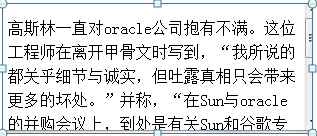 高斯林一直对oracle公司抱有不满。这位
工程师在离开甲骨文时写到，“我所说的
都关乎细节与诚实，但吐露真相只会带来
更多的坏处。”并称，“在Sun与oracle
的并购会议上，到处是有关Sun和谷歌专